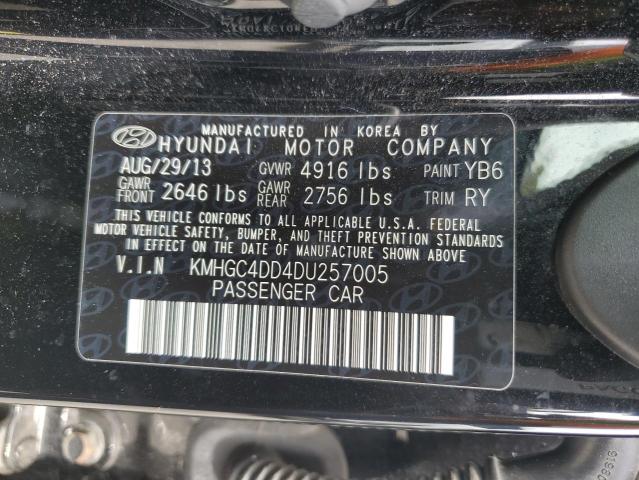 MANUFACTURED IN KOREA BY
HYUNDAI MOTOR COMPANY
AUG/29/13 GVWR 4916 lbs PAINT YB6
GAWR FRONT 2646 lbs GAWR REAR 2756 lbs TRIM RY
THIS VEHICLE CONFORMS TO ALL APPLICABLE U.S.A. FEDERAL
MOTOR VEHICLE SAFETY, BUMPER, AND THEFT PREVENTION STANDARDS
IN EFFECT ON THE DATE OF MANUFACTURE SHOWN ABOVE
V.I.N KMHGC4DD4DU257005
PASSENGER CAR